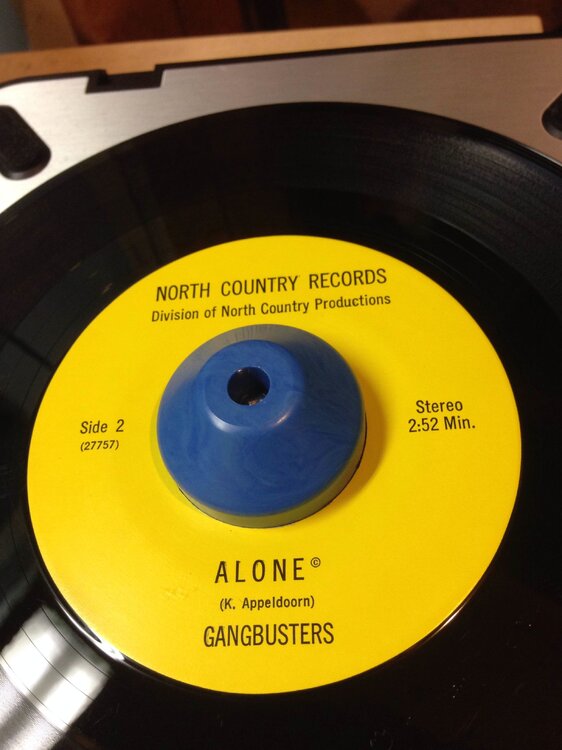 NORTH COUNTRY RECORDS
Division of North Country Productions
Side 2
(27757)
Stereo
2:52 Min.
ALONE©
(K. Appeldoorn)
GANGBUSTERS